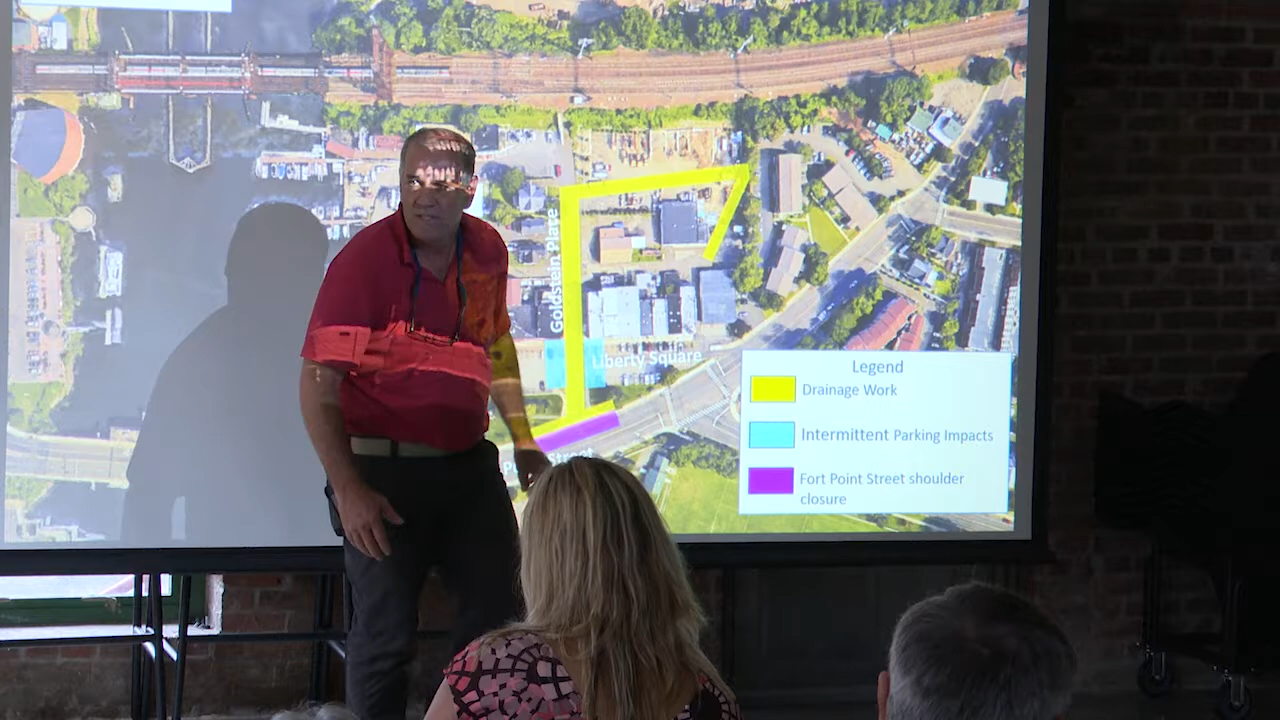 Goldstein Place
Liberty Square
Legend
Drainage Work
Intermittent Parking Impacts
Fort Point Street shoulder
closure